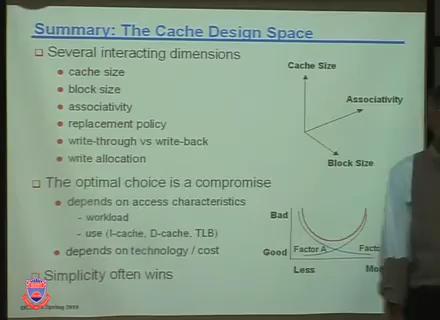 Summary: The Cache Design Space
Several interacting dimensions
cache size
block size
associativity
replacement policy
write-through vs write-back
write allocation
The optimal choice is a compromise
depends on access characteristics
- workload
- use (I-cache, D-cache, TLB)
depends on technology / cost
Simplicity often wins
Cache Size
Associativity
Block Size
Bad
Good
Factor A
Less